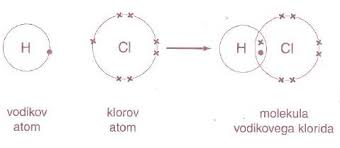 H
Cl
H
Cl
vodikov
atom
klorov
atom
molekula
vodikovega klorida